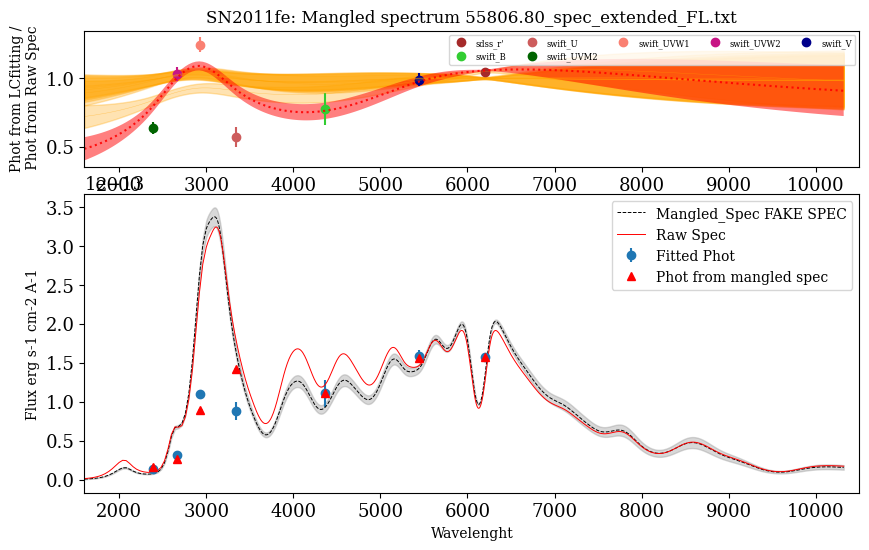 SN2011fe: Mangled spectrum 55806.80_spec_extended_FL.txt
Phot from LCfitting /
Phot from Raw Spec
1.0
0.5
sdss_r' swift_U swift_UVW1 swift_UVW2 swift_V
swift_B swift_UVM2
2000 3000 4000 5000 6000 7000 8000 9000 10000
1e−13
Flux erg s-1 cm-2 A-1
3.5
3.0
2.5
2.0
1.5
1.0
0.5
0.0
Mangled_Spec FAKE SPEC
Raw Spec
Fitted Phot
Phot from mangled spec
2000 3000 4000 5000 6000 7000 8000 9000 10000
Wavelenght